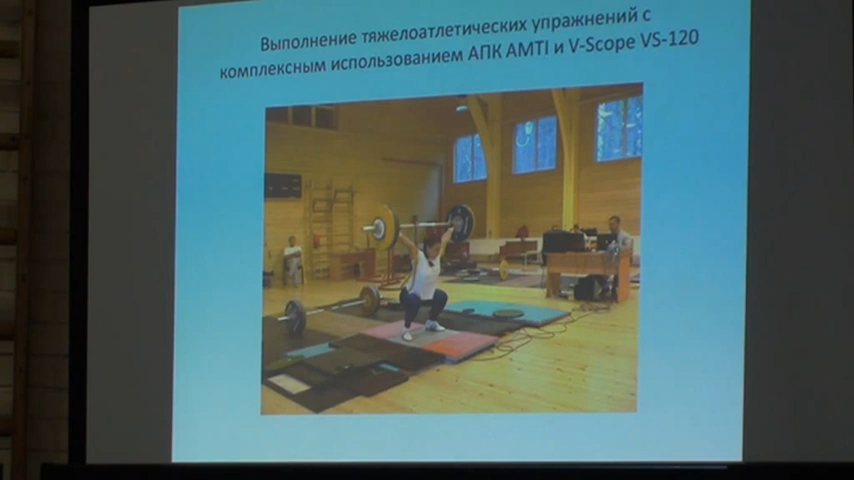 Выполнение тяжелоатлетических упражнений с
комплексным использованием АПК AMTI и V-Scope VS-120